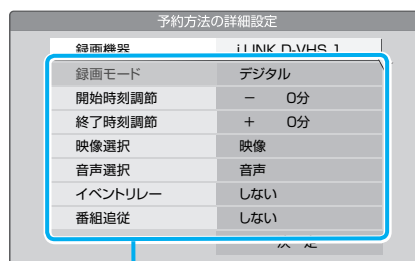 予約方法の詳細設定
録画機器 i.LINK D-VHS 1
録画モード デジタル
開始時刻調節 − 0分
終了時刻調節 + 0分
映像選択 映像
音声選択 音声
イベントリレー しない
番組追従 しない
決 定